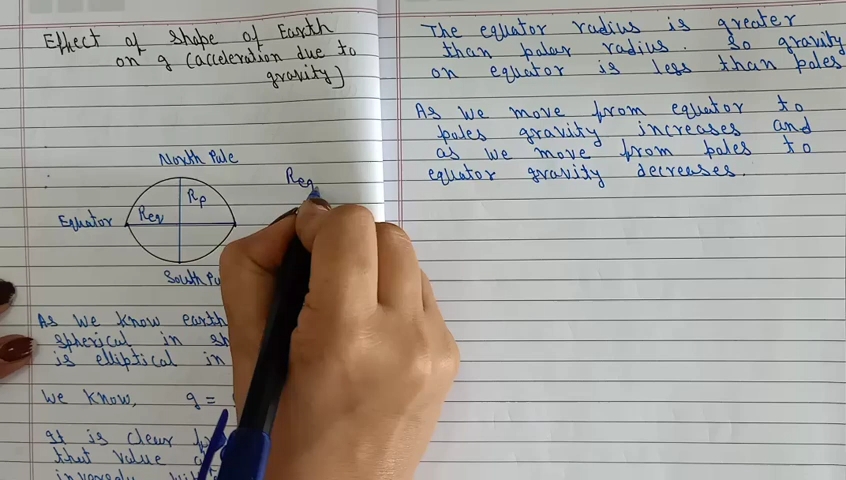 Effect of shape of Earth
on g (acceleration due to
gravity)
North Pole
Req
Rp
Equator
Req
South
As we know earth
spherical in
is elliptical in
We know, g =
It is clear
that value
inversely
The equator radius is greater
than polar radius. So gravity
on equator is less than poles
As we move from equator to
poles gravity increases and
as we move from poles to
equator gravity decreases.